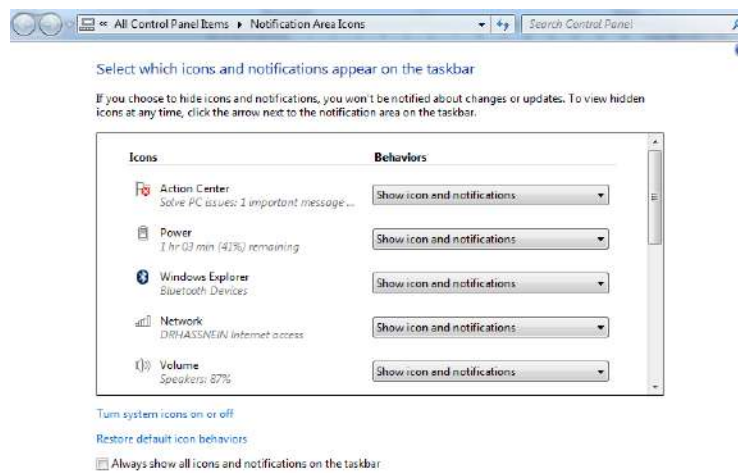 « All Control Panel Items ▸ Notification Area Icons
Search Control Panel
Select which icons and notifications appear on the taskbar
If you choose to hide icons and notifications, you won't be notified about changes or updates. To view hidden
icons at any time, click the arrow next to the notification area on the taskbar.
Icons Behaviors
Action Center
Show icon and notifications
Solve PC issues: 1 important message ...
Power
Show icon and notifications
1 hr 03 min (41%) remaining
Windows Explorer
Show icon and notifications
Bluetooth Devices
Network
Show icon and notifications
DRHASSNEIN Internet access
Volume
Show icon and notifications
Speakers: 87%
Turn system icons on or off
Restore default icon behaviors
Always show all icons and notifications on the taskbar